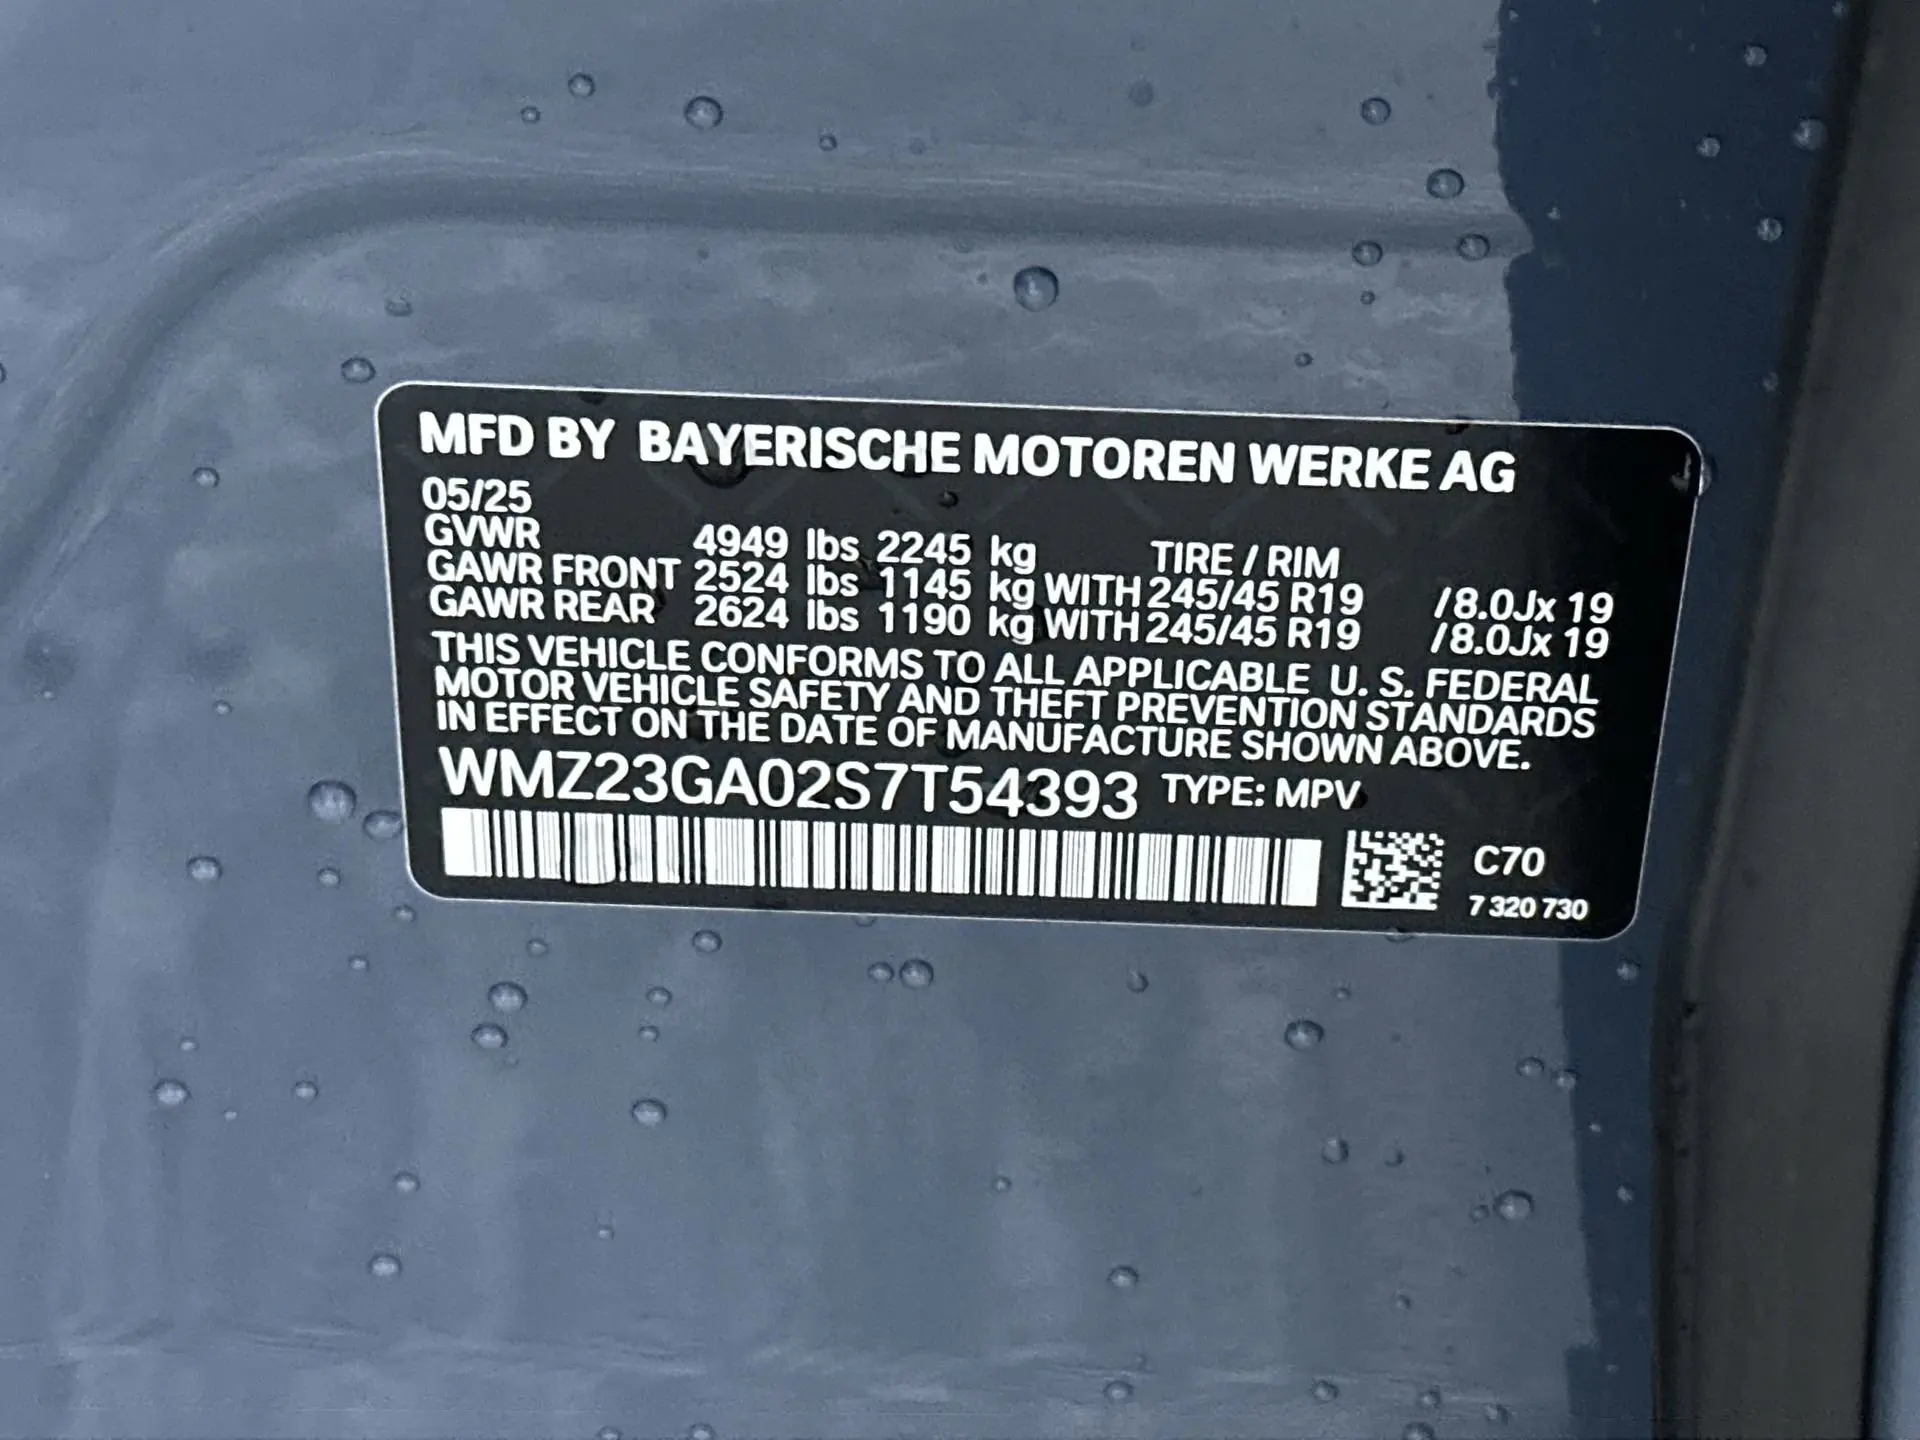 MFD BY BAYERISCHE MOTOREN WERKE AG
05/25
GVWR 4949 lbs 2245 kg TIRE / RIM
GAWR FRONT 2524 lbs 1145 kg WITH 245/45 R19 /8.0Jx 19
GAWR REAR 2624 lbs 1190 kg WITH 245/45 R19 /8.0Jx 19
THIS VEHICLE CONFORMS TO ALL APPLICABLE U. S. FEDERAL
MOTOR VEHICLE SAFETY AND THEFT PREVENTION STANDARDS
IN EFFECT ON THE DATE OF MANUFACTURE SHOWN ABOVE.
WMZ23GA02S7T54393 TYPE: MPV
C70
7 320 730